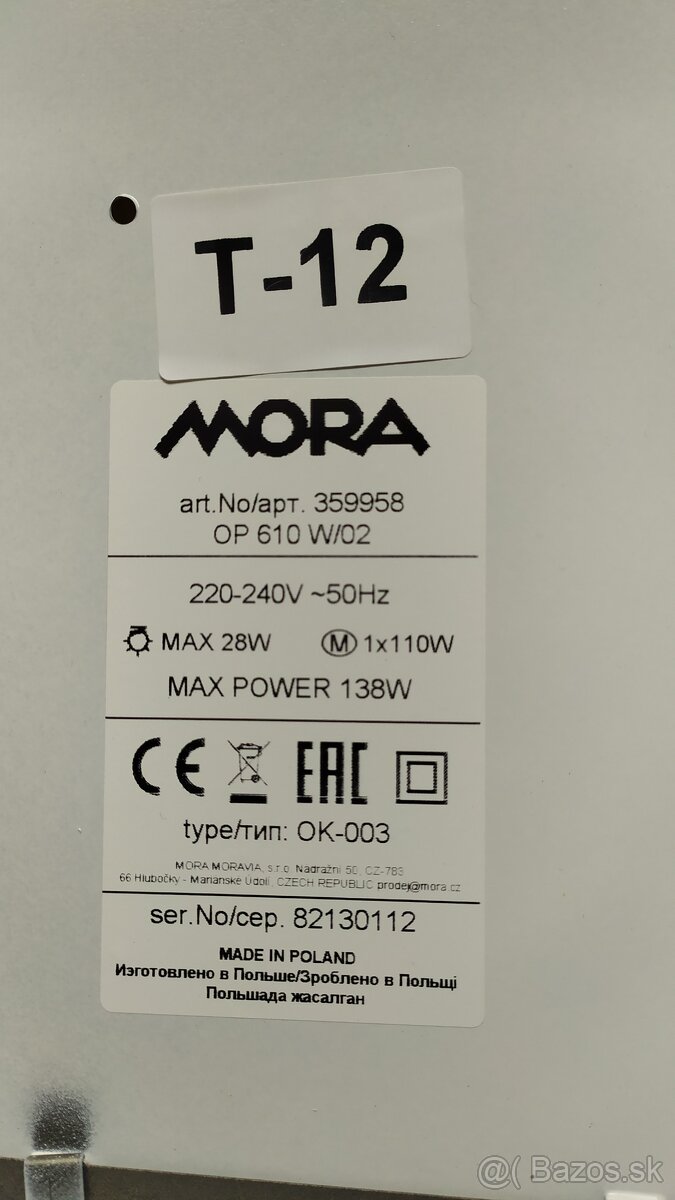 T-12
MORA
art.No/арт. 359958
OP 610 W/02
220-240V ~50Hz
MAX 28W M 1x110W
MAX POWER 138W
CE EAC
type/тип: OK-003
MORA MORAVIA, s.r.o. Nádražní 50, CZ-783
66 Hlubočky - Mariánské Údolí, CZECH REPUBLIC prodej@mora.cz
ser.No/сер. 82130112
MADE IN POLAND
Изготовлено в Польше/Зроблено в Польщі
Польшада жасалган
@( Bazos.sk